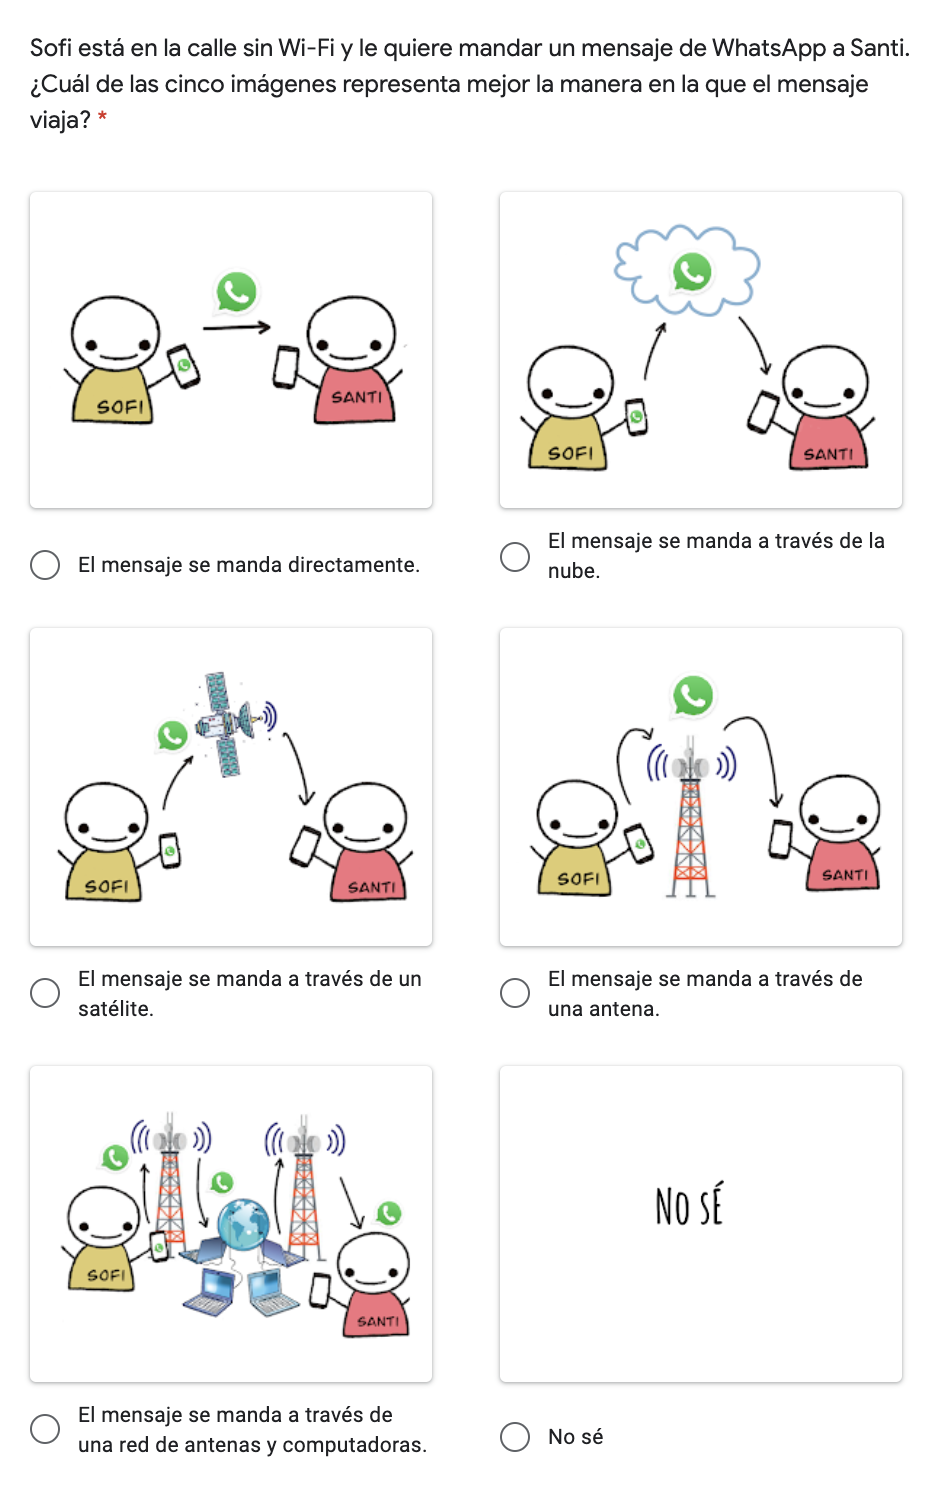 Sofi está en la calle sin Wi-Fi y le quiere mandar un mensaje de WhatsApp a Santi.
¿Cuál de las cinco imágenes representa mejor la manera en la que el mensaje
viaja? *
SOFI
SANTI
SOFI
SANTI
El mensaje se manda directamente.
El mensaje se manda a través de la
nube.
SOFI
SANTI
SOFI
SANTI
El mensaje se manda a través de un
satélite.
El mensaje se manda a través de
una antena.
SOFI
SANTI
No sé
El mensaje se manda a través de
una red de antenas y computadoras.
No sé